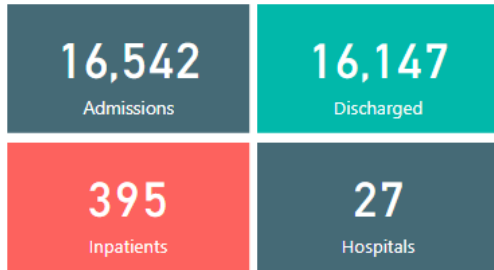 16,542
Admissions
16,147
Discharged
395
Inpatients
27
Hospitals